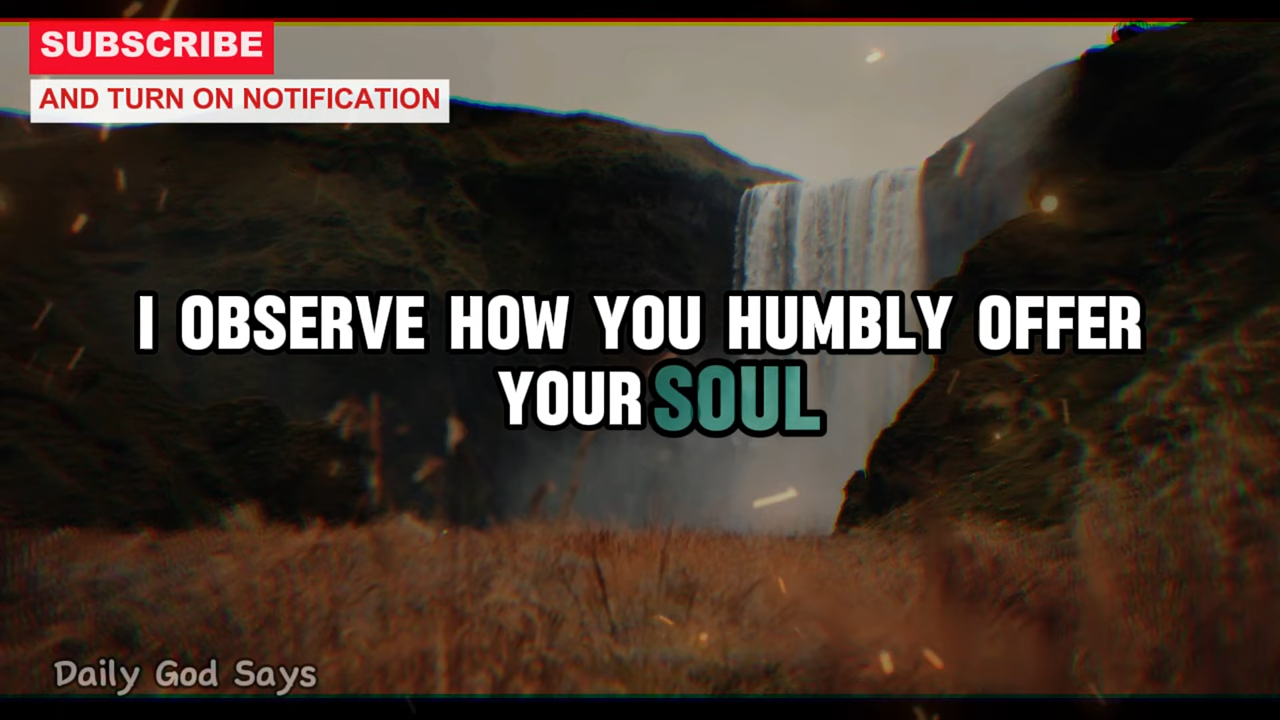 SUBSCRIBE
AND TURN ON NOTIFICATION
I OBSERVE HOW YOU HUMBLY OFFER
YOUR SOUL
Daily God Says